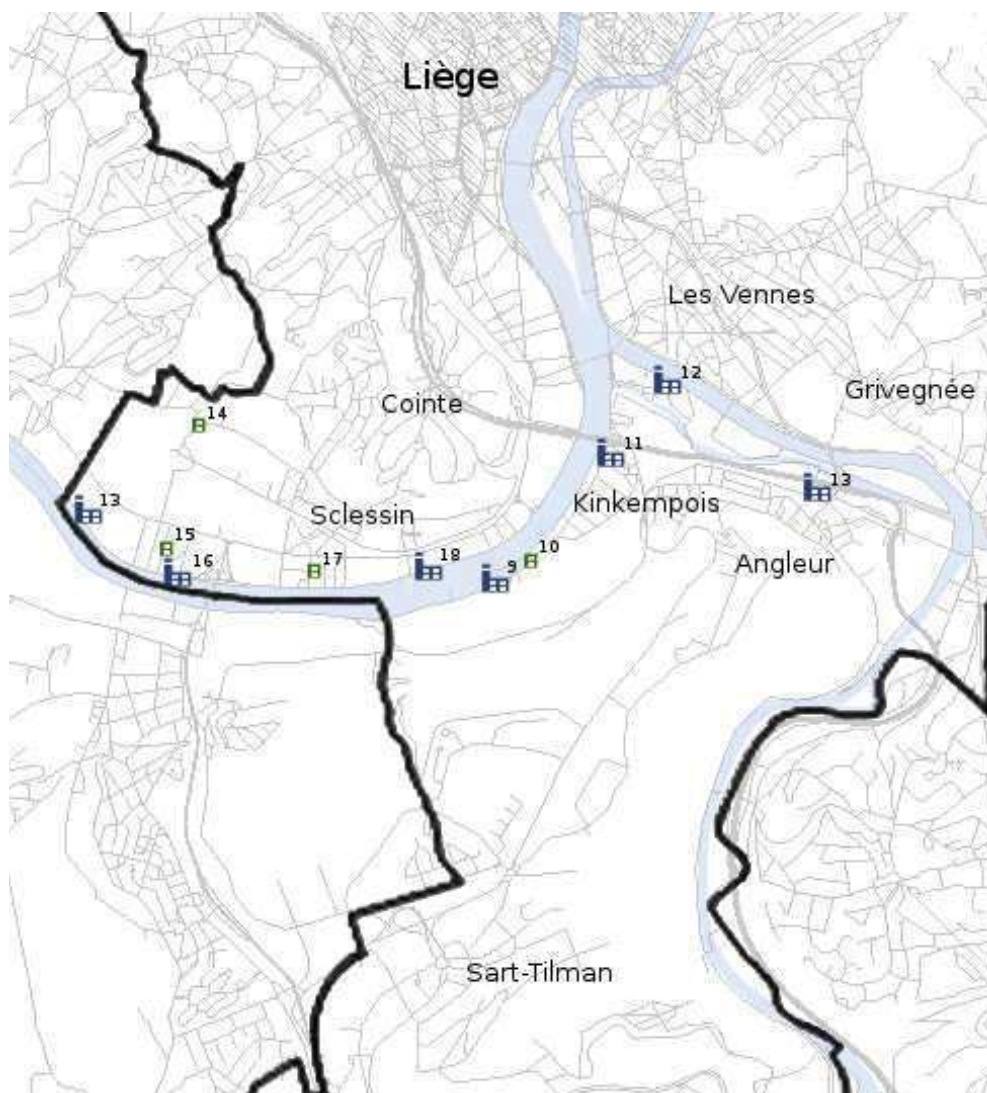 Liège
Les Vennes
12
Grivegnée
Cointe
14
11
13
13
Kinkempois
Sclessin
15
10
Angleur
16
17
18
9
Sart-Tilman